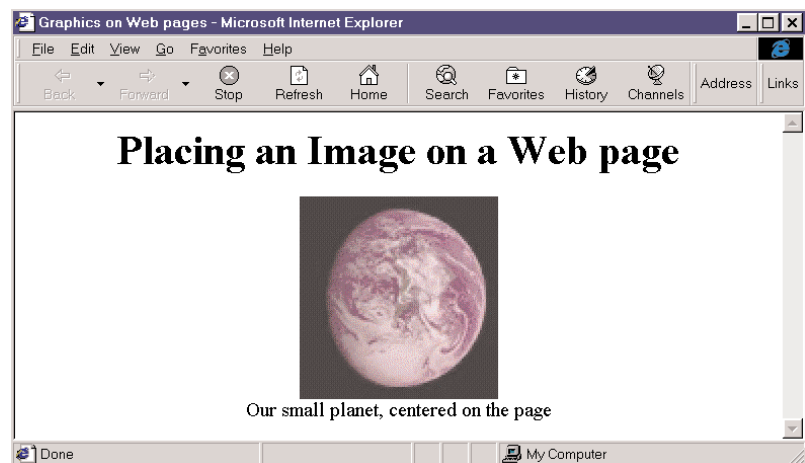 Graphics on Web pages - Microsoft Internet Explorer
File Edit View Go Favorites Help
Back Forward Stop Refresh Home Search Favorites History Channels Address Links
Placing an Image on a Web page
Our small planet, centered on the page
Done My Computer